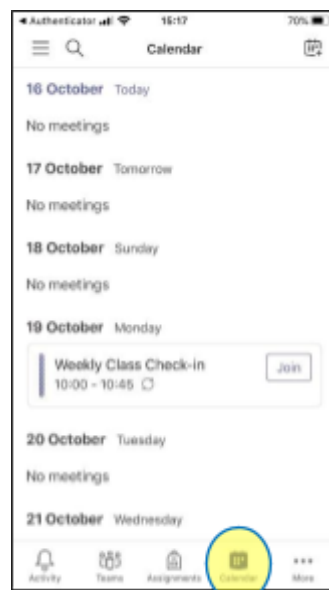 Authenticator 15:17 70%
Calendar
16 October Today
No meetings
17 October Tomorrow
No meetings
18 October Sunday
No meetings
19 October Monday
Weekly Class Check-in Join
10:00 - 10:45
20 October Tuesday
No meetings
21 October Wednesday
Activity Teams Assignments Calendar More